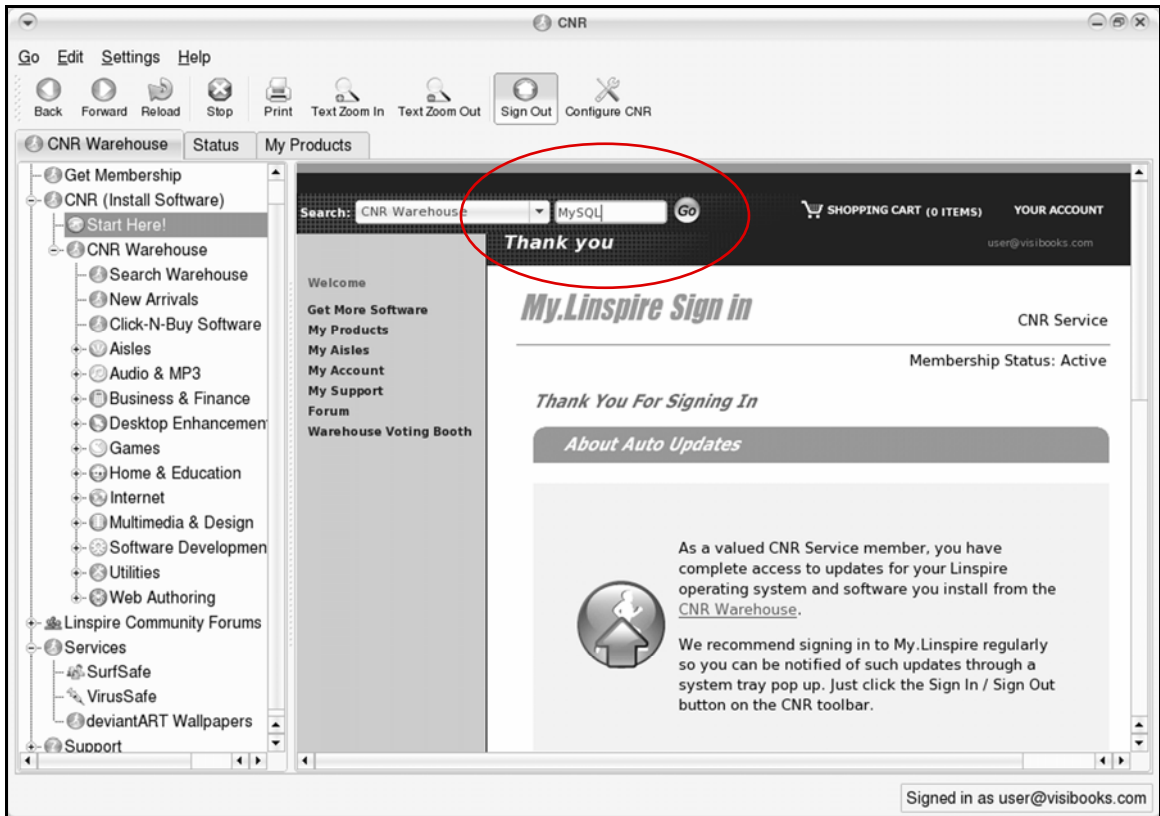 CNR
Go Edit Settings Help
Back Forward Reload Stop Print Text Zoom In Text Zoom Out Sign Out Configure CNR
CNR Warehouse Status My Products
Get Membership
CNR (Install Software)
Start Here!
CNR Warehouse
Search Warehouse
New Arrivals
Click-N-Buy Software
Aisles
Audio & MP3
Business & Finance
Desktop Enhancemen
Games
Home & Education
Internet
Multimedia & Design
Software Developmen
Utilities
Web Authoring
Linspire Community Forums
Services
SurfSafe
VirusSafe
deviantART Wallpapers
Support
Search: CNR Warehouse MySQL Go SHOPPING CART (0 ITEMS) YOUR ACCOUNT
Thank you user@visibooks.com
Welcome
Get More Software
My Products
My Aisles
My Account
My Support
Forum
Warehouse Voting Booth
My.Linspire Sign in
CNR Service
Membership Status: Active
Thank You For Signing In
About Auto Updates
As a valued CNR Service member, you have
complete access to updates for your Linspire
operating system and software you install from the
CNR Warehouse.
We recommend signing in to My.Linspire regularly
so you can be notified of such updates through a
system tray pop up. Just click the Sign In / Sign Out
button on the CNR toolbar.
Signed in as user@visibooks.com